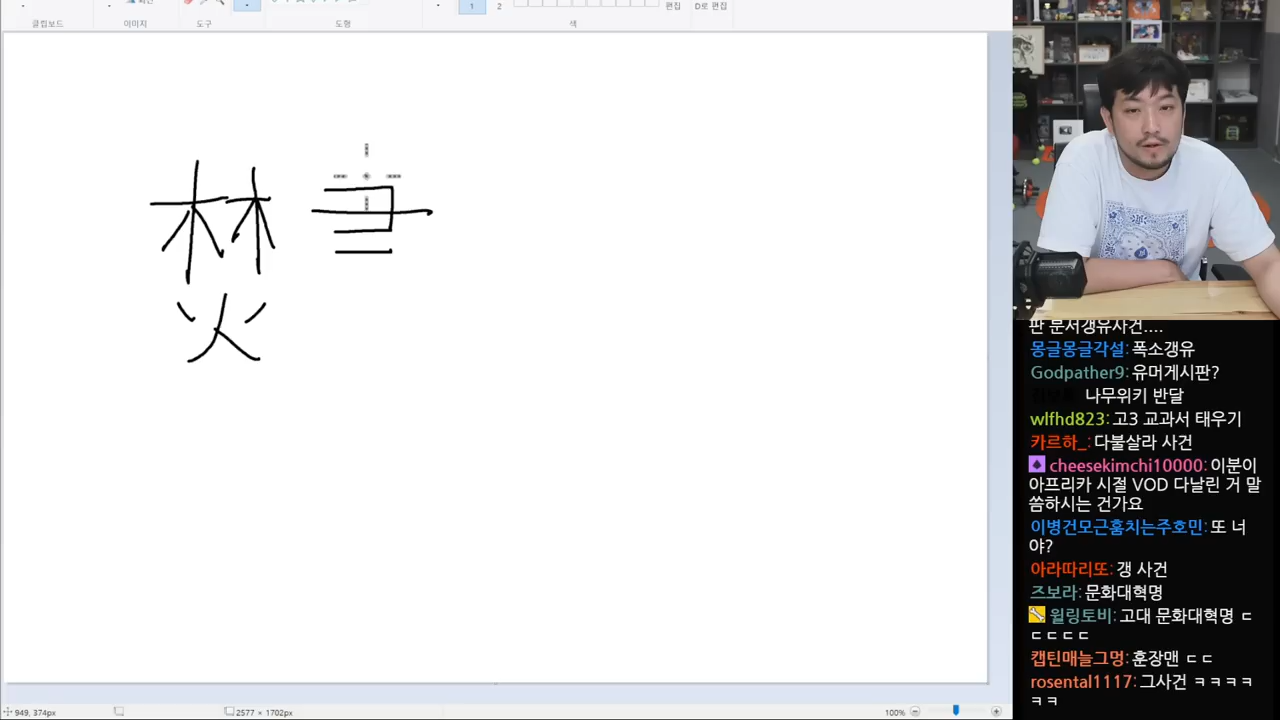 클립보드 이미지 도구 도형 색
1 2 편집 D로 편집
林
火
판 문서갱유사건....
몽글몽글각설: 폭소갱유
Godpather9: 유머게시판?
나무위키 반달
wlfhd823: 고3 교과서 태우기
카르하_: 다불살라 사건
cheesekimchi10000: 이분이
아프리카 시절 VOD 다날린 거 말
씀하시는 건가요
이병건모근훔치는주호민: 또 너
야?
아라따리또: 갱 사건
즈보라: 문화대혁명
윌링토비: 고대 문화대혁명 ㄷ
ㄷㄷㄷㄷ
캡틴매늘그멍: 훈장맨 ㄷㄷ
rosental1117: 그사건 ㅋㅋㅋㅋ
ㅋㅋ
949, 374px 2577 × 1702px 100%